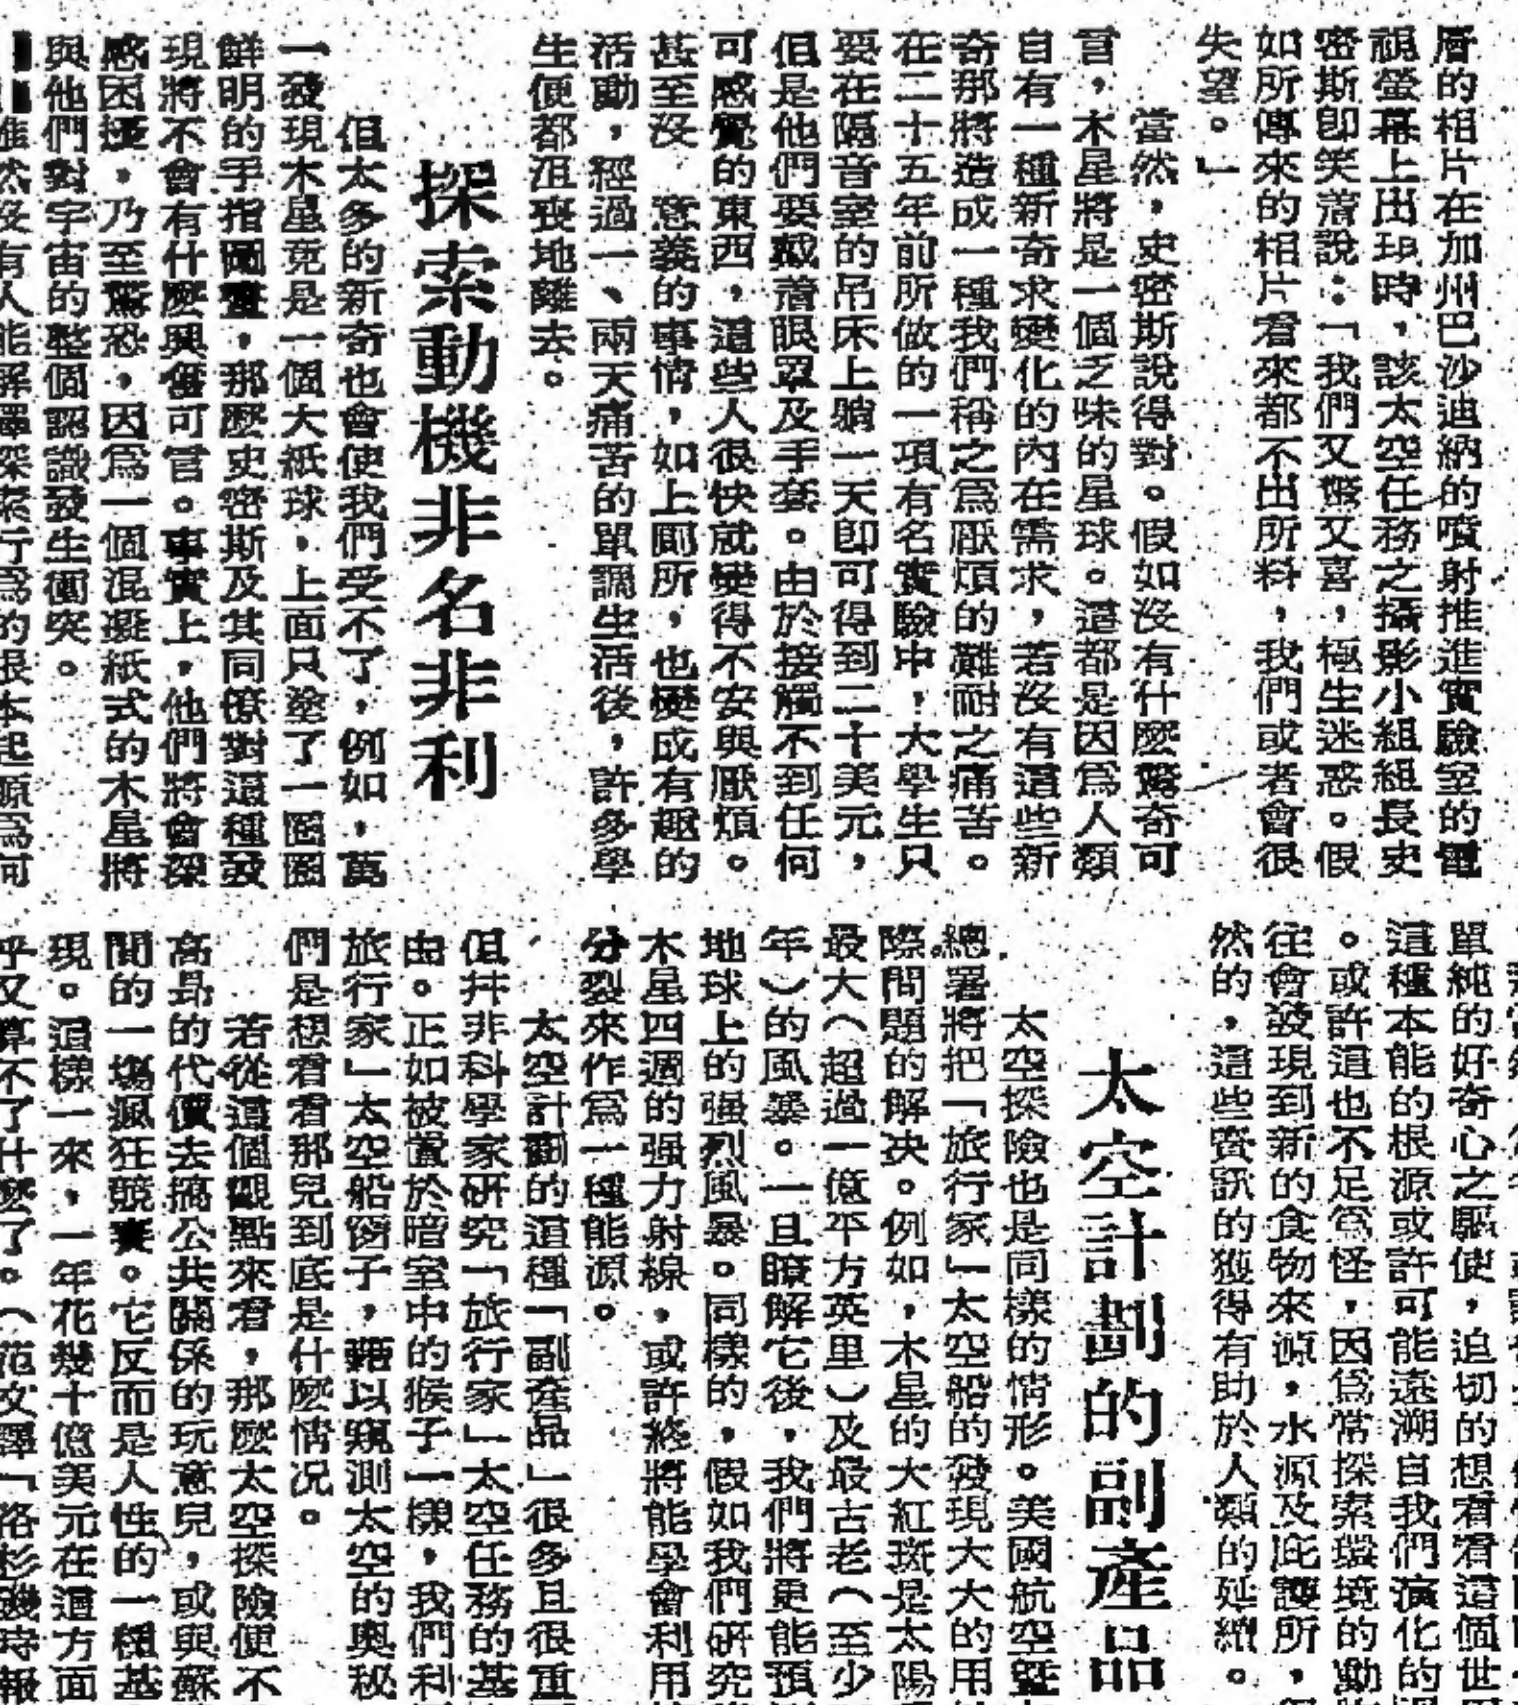 層的相片在加州巴沙迪納的噴射推進實驗室的電
視螢幕上出現時，該太空任務之攝影小組組長史
密斯卽笑着說：「我們又驚又喜，極生迷惑。假
如所傳來的相片看來都不出所料，我們或者會很
失望。」
當然，史密斯說得對。假如沒有什麽驚奇可
言，木星將是一個乏味的星球。這都是因爲人類
自有一種新奇求變化的內在需求，若沒有這些新
奇那將造成一種我們稱之爲厭煩的難耐之痛苦。
在二十五年前所做的一項有名實驗中，大學生只
要在隔音室的吊床上躺一天卽可得到二十美元，
但是他們要戴着眼罩及手套。由於接觸不到任何
可感覺的東西，這些人很快就變得不安與厭煩。
甚至沒 意義的事情，如上厠所，也變成有趣的
活動，經過一、兩天痛苦的單調生活後，許多學
生便都沮喪地離去。
探索動機非名非利
但太多的新奇也會使我們受不了，例如，萬
一發現木星竟是一個大紙球，上面只塗了一圈圈
鮮明的手指圖畫，那麽史密斯及其同僚對這種發
現將不會有什麽興奮可言。事實上，他們將會深
感困擾，乃至驚恐，因爲一個混凝紙式的木星將
與他們對宇宙的整個認識發生衝突。
雖然沒有人能解釋探索行爲的根本起源爲何
單純的好奇心之驅使，追切的想看看這個世
這種本能的根源或許可能遠溯自我們演化的
。或許這也不足爲怪，因爲常探索環境的動
往會發現到新的食物來源，水源及庇護所，
然的，這些資訊的獲得有助於人類的延續。
太空計劃的副產品
太空探險也是同樣的情形。美國航空曁
總署將把「旅行家」太空船的發現大大的用
際問題的解决。例如，木星的大紅斑是太陽
最大（超過一億平方英里）及最古老（至少
年）的風暴。一且瞭解它後，我們將更能預
地球上的强烈風暴。同樣的，假如我們研究
木星四週的强力射線，或許終將能學會利用
分裂來作爲一種能源。
太空計劃的這種「副產品」很多且很重
但幷非科學家研究「旅行家」太空任務的基
由。正如被置於暗室中的猴子一樣，我們利
旅行家」太空船窗子，藉以窺測太空的奧秘
們是想看看那兒到底是什麽情況。
若從這個觀點來看，那麽太空探險便不
高昂的代價去搞公共關係的玩意兒，或與蘇
間的一塲瘋狂競賽。它反而是人性的一種基
現。這樣一來，一年花幾十億美元在這方面
乎又算不了什麽了。（范文譯「洛杉磯時報